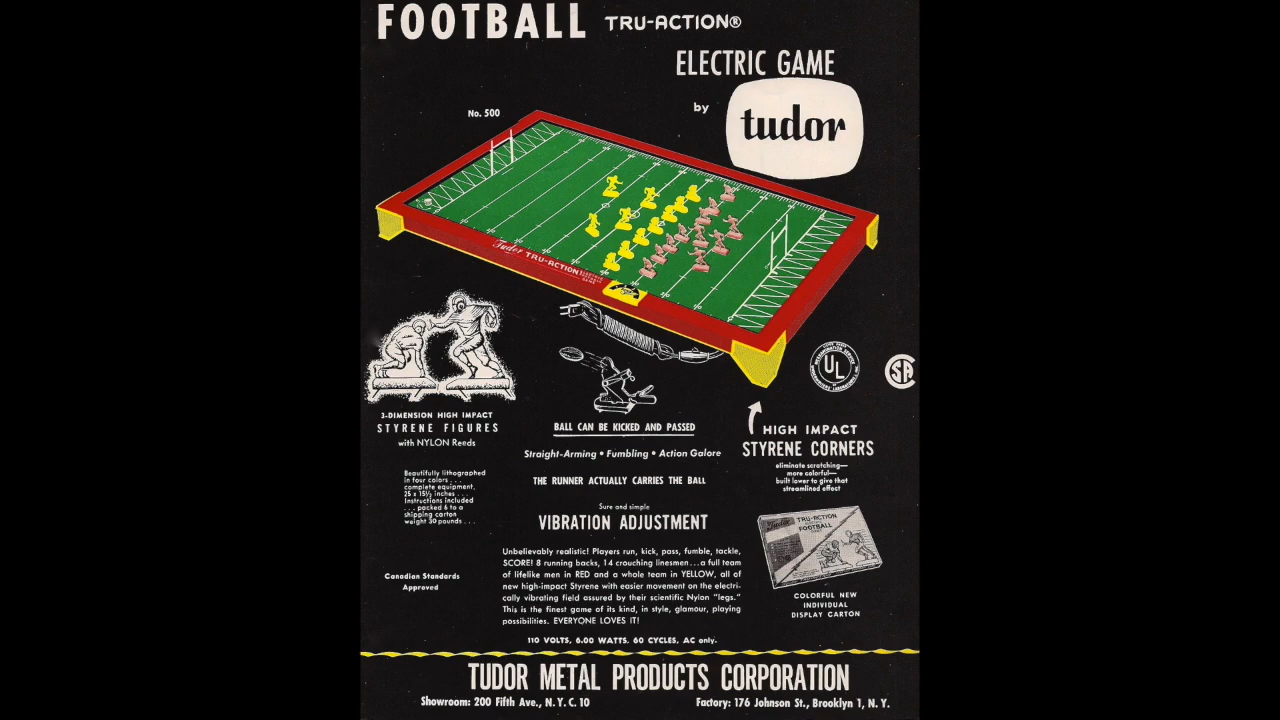 FOOTBALL TRU-ACTION®
ELECTRIC GAME
by
tudor
No. 500
Tudor TRU-ACTION
UL
SA
3-DIMENSION HIGH IMPACT
STYRENE FIGURES
with NYLON Reeds
Beautifully lithographed
in four colors . . .
complete equipment,
25 x 15½ inches . . .
Instructions included
. . . packed 6 to a
shipping carton
weight 30 pounds . . .
Canadian Standards
Approved
BALL CAN BE KICKED AND PASSED
Straight-Arming • Fumbling • Action Galore
THE RUNNER ACTUALLY CARRIES THE BALL
Sure and simple
VIBRATION ADJUSTMENT
Unbelievably realistic! Players run, kick, pass, fumble, tackle,
SCORE! 8 running backs, 14 crouching linesmen . . . a full team
of lifelike men in RED and a whole team in YELLOW, all of
new high-impact Styrene with easier movement on the electri-
cally vibrating field assured by their scientific Nylon "legs."
This is the finest game of its kind, in style, glamour, playing
possibilities. EVERYONE LOVES IT!
110 VOLTS, 6.00 WATTS, 60 CYCLES, AC only.
HIGH IMPACT
STYRENE CORNERS
eliminate scratching—
more colorful—
built lower to give that
streamlined effect
Tudor TRU-ACTION
FOOTBALL
COLORFUL NEW
INDIVIDUAL
DISPLAY CARTON
TUDOR METAL PRODUCTS CORPORATION
Showroom: 200 Fifth Ave., N. Y. C. 10
Factory: 176 Johnson St., Brooklyn 1, N. Y.